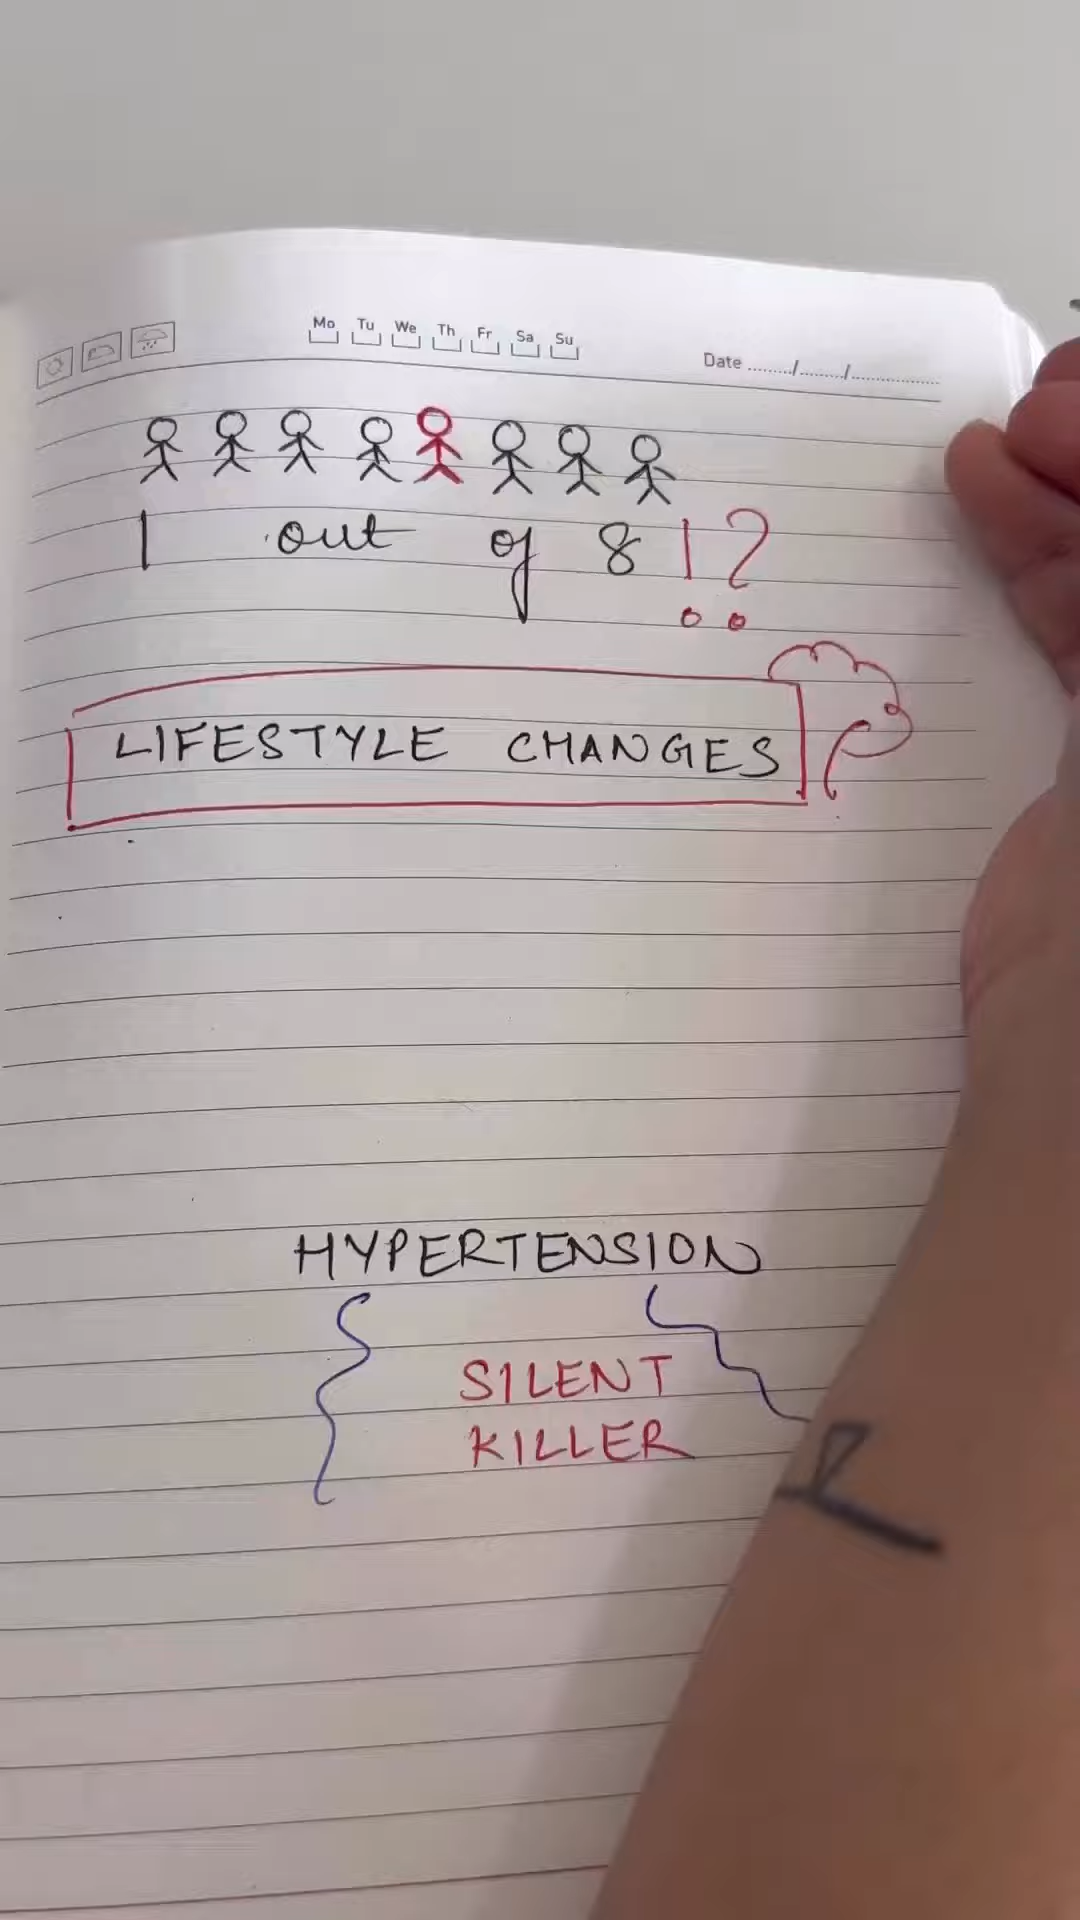 Mo Tu We Th Fr Sa Su
Date ........./........./..................
1 out of 8 !?
LIFESTYLE CHANGES
HYPERTENSION
SILENT
KILLER